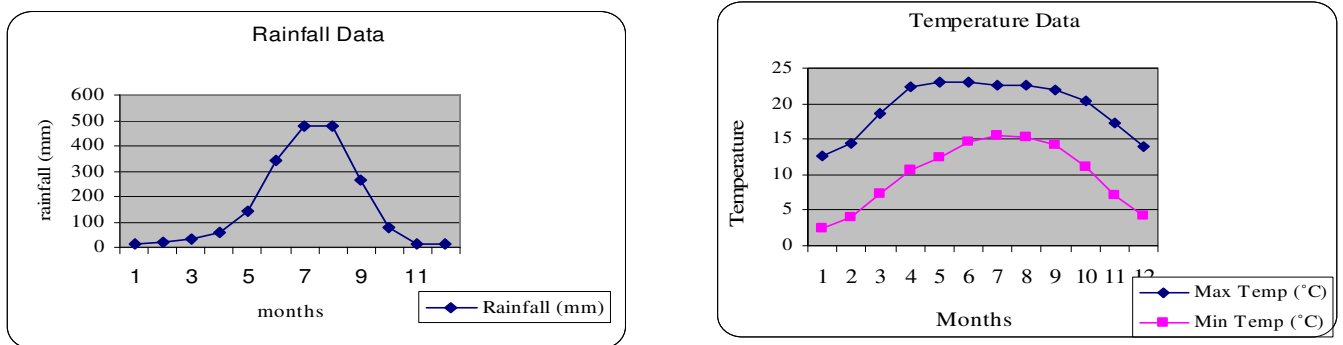 Rainfall Data
600
500
400
300
200
100
0
rainfall (mm)
1 3 5 7 9 11
months
Rainfall (mm)
Temperature Data
25
20
15
10
5
0
Temperature
1 2 3 4 5 6 7 8 9 10 11 12
Months
Max Temp (˚C)
Min Temp (˚C)